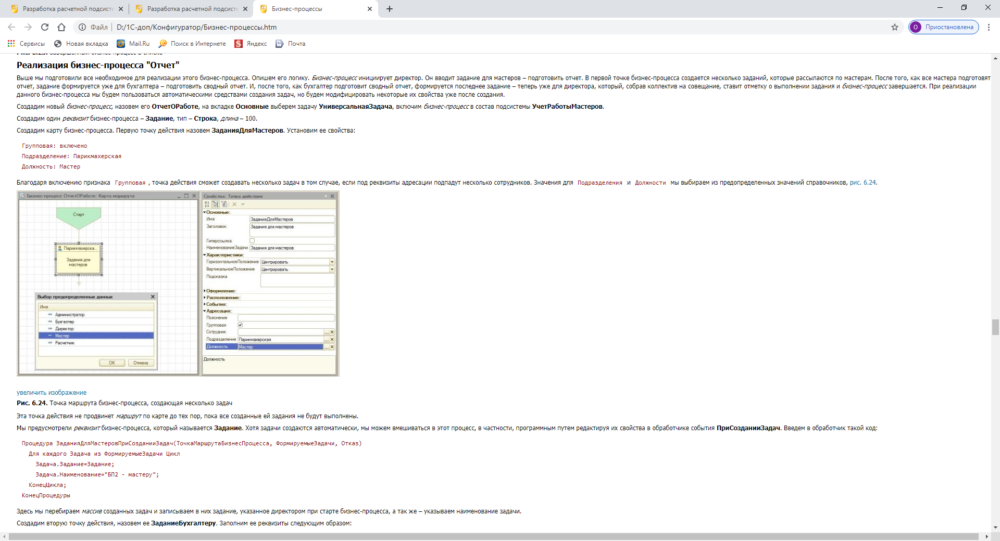 Разработка расчетной подсисте
Разработка расчетной подсисте
Бизнес-процессы
Файл
D:/1С-доп/Конфигуратор/Бизнес-процессы.htm
О
Приостановлена
Сервисы
Новая вкладка
Mail.Ru
Поиск в Интернете
Яндекс
Почта
Рис. 6.23. Завершенный бизнес-процесс в списке
Реализация бизнес-процесса "Отчет"
Выше мы подготовили все необходимое для реализации этого бизнес-процесса. Опишем его логику. Бизнес-процесс инициирует директор. Он вводит задание для мастеров – подготовить отчет. В первой точке бизнес-процесса создается несколько заданий, которые рассылаются по мастерам. После того, как все мастера подготовят
отчет, задание формируется уже для бухгалтера – подготовить сводный отчет. И, после того, как бухгалтер подготовит сводный отчет, формируется последнее задание – теперь уже для директора, который, собрав коллектив на совещание, ставит отметку о выполнении задания и бизнес-процесс завершается. При реализации
данного бизнес-процесса мы будем пользоваться автоматическими средствами создания задач, но будем модифицировать некоторые их свойства уже после создания.
Создадим новый бизнес-процесс, назовем его ОтчетОРаботе, на вкладке Основные выберем задачу УниверсальнаяЗадача, включим бизнес-процесс в состав подсистемы УчетРаботыМастеров.
Создадим один реквизит бизнес-процесса – Задание, тип – Строка, длина – 100.
Создадим карту бизнес-процесса. Первую точку действия назовем ЗаданияДляМастеров. Установим ее свойства:
Групповая: включено
Подразделение: Парикмахерская
Должность: Мастер
Благодаря включению признака Групповая , точка действия сможет создавать несколько задач в том случае, если под реквизиты адресации подпадут несколько сотрудников. Значения для Подразделения и Должности мы выбираем из предопределенных значений справочников, рис. 6.24.
Бизнес-процесс ОтчетОРаботе: Карта маршрута
Старт
Парикмахерска...
Задания для
мастеров
Выбор предопределенных данных
Имя
Администратор
Бухгалтер
Директор
Мастер
Расчетчик
ОК
Отмена
Свойства: Точка действия
Основные:
Имя
ЗаданияДляМастеров
Заголовок
Задания для мастеров
Гиперссылка
НаименованиеЗадачи
Задания для мастеров
Характеристики:
ГоризонтальноеПоложение
Центрировать
ВертикальноеПоложение
Центрировать
Подсказка
Оформление:
Расположение:
События:
Адресация:
Пояснение
Групповая
Сотрудник
Подразделение
Парикмахерская
Должность
Мастер
Должность
увеличить изображение
Рис. 6.24. Точка маршрута бизнес-процесса, создающая несколько задач
Эта точка действия не продвинет маршрут по карте до тех пор, пока все созданные ей задания не будут выполнены.
Мы предусмотрели реквизит бизнес-процесса, который называется Задание. Хотя задачи создаются автоматически, мы можем вмешиваться в этот процесс, в частности, программным путем редактируя их свойства в обработчике события ПриСозданииЗадач. Введем в обработчик такой код:
Процедура ЗаданияДляМастеровПриСозданииЗадач(ТочкаМаршрутаБизнесПроцесса, ФормируемыеЗадачи, Отказ)
Для каждого Задача из ФормируемыеЗадачи Цикл
Задача.Задание=Задание;
Задача.Наименование="БП2 - мастеру";
КонецЦикла;
КонецПроцедуры
Здесь мы перебираем массив созданных задач и записываем в них задание, указанное директором при старте бизнес-процесса, а так же – указываем наименование задачи.
Создадим вторую точку действия, назовем ее ЗаданиеБухгалтеру. Заполним ее реквизиты следующим образом: